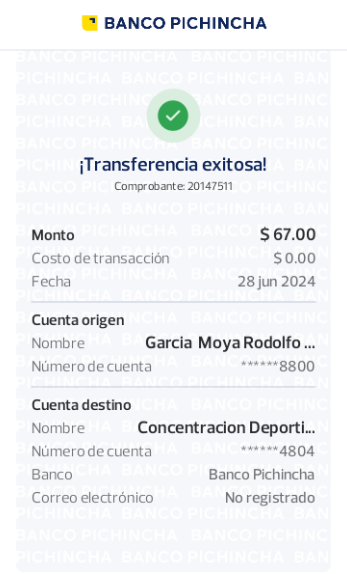 BANCO PICHINCHA
¡Transferencia exitosa!
Comprobante: 20147511
Monto $ 67.00
Costo de transacción $ 0.00
Fecha 28 jun 2024
Cuenta origen
Nombre Garcia Moya Rodolfo ...
Número de cuenta ******8800
Cuenta destino
Nombre Concentracion Deporti...
Número de cuenta ******4804
Banco Banco Pichincha
Correo electrónico No registrado